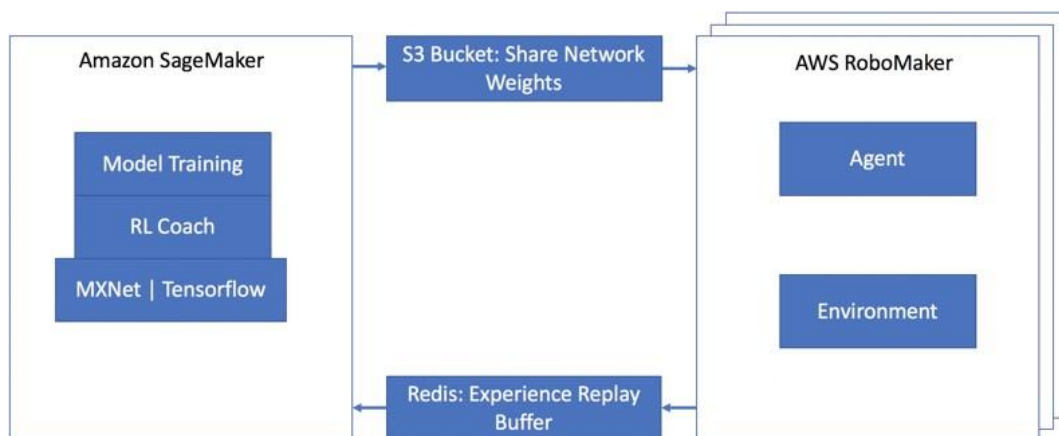 Amazon SageMaker
Model Training
RL Coach
MXNet | Tensorflow
S3 Bucket: Share Network
Weights
Redis: Experience Replay
Buffer
AWS RoboMaker
Agent
Environment